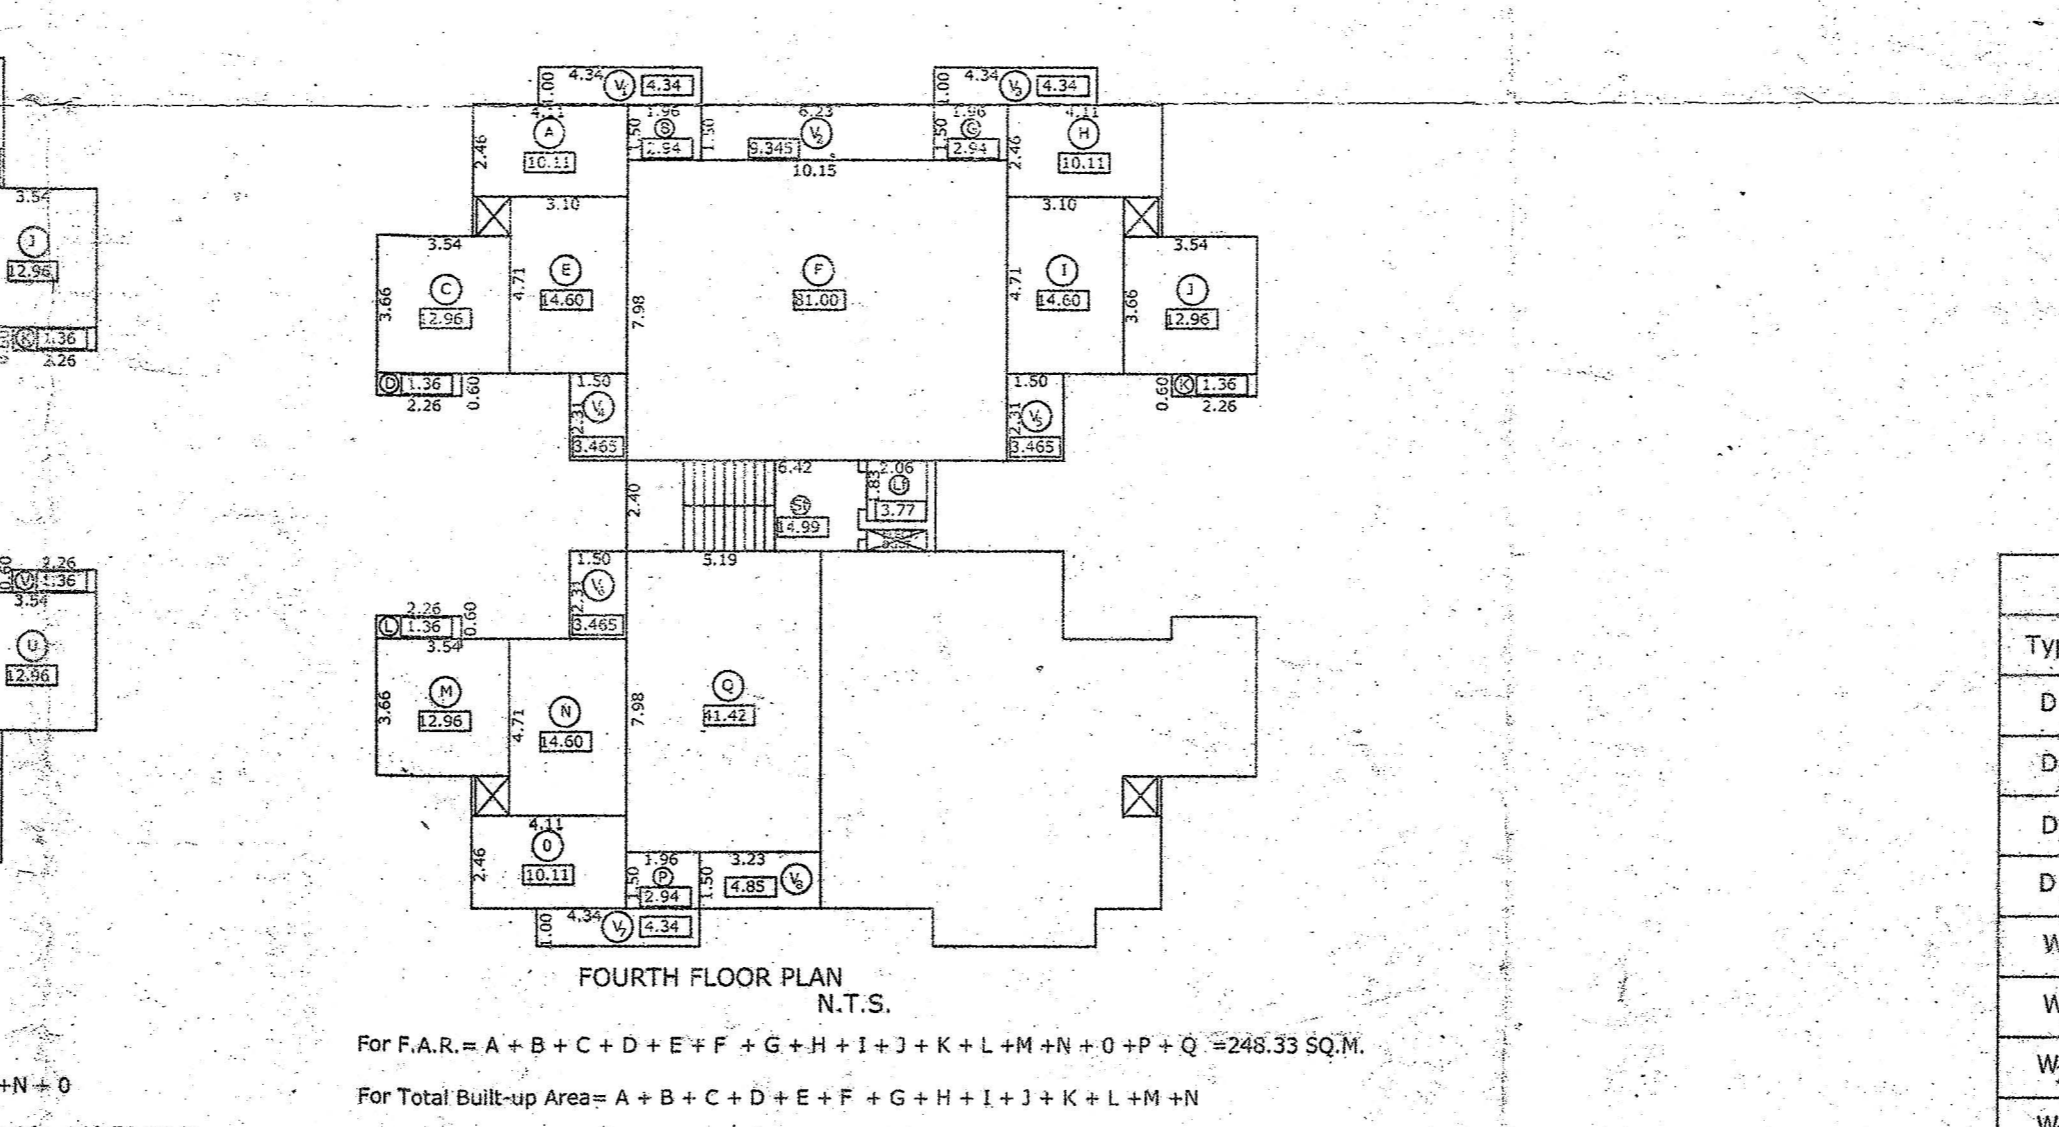 4.34 V1 4.34 1.00
4.34 V3 4.34 1.00
4.11 A 10.11 2.46
1.96 B 2.94 1.50
1.50 6.23 V2 9.345
1.96 G 2.94 1.50
4.11 H 10.11 2.46
10.15
3.54
J
12.96
K 1.36
2.26
3.10
3.54
C
12.96
3.66
E
14.60
4.71
F
81.00
7.98
3.10
I
14.60
4.71
3.54
J
12.96
3.66
D 1.36 0.60
2.26
1.50
V4
2.31
3.465
1.50
V5
2.31
3.465
0.60 K 1.36
2.26
6.42
2.40
St
14.99
2.06
Lf
3.77
5.19
1.50
V6
2.31
3.465
2.26
0.60 V 1.36
3.54
U
12.96
2.26
L 1.36 0.60
3.54
M
12.96
3.66
N
14.60
4.71
Q
41.42
7.98
4.11
O
10.11
2.46
1.96
P
2.94
1.50
3.23
1.50
4.85 V8
1.00 4.34 V7 4.34
FOURTH FLOOR PLAN
N.T.S.
For F.A.R.= A + B + C + D + E + F + G + H + I + J + K + L +M +N + 0 +P + Q =248.33 SQ.M.
+N + 0
For Total Built-up Area= A + B + C + D + E + F + G + H + I + J + K + L +M +N
Typ
D
D
D
D
W
W
W
W